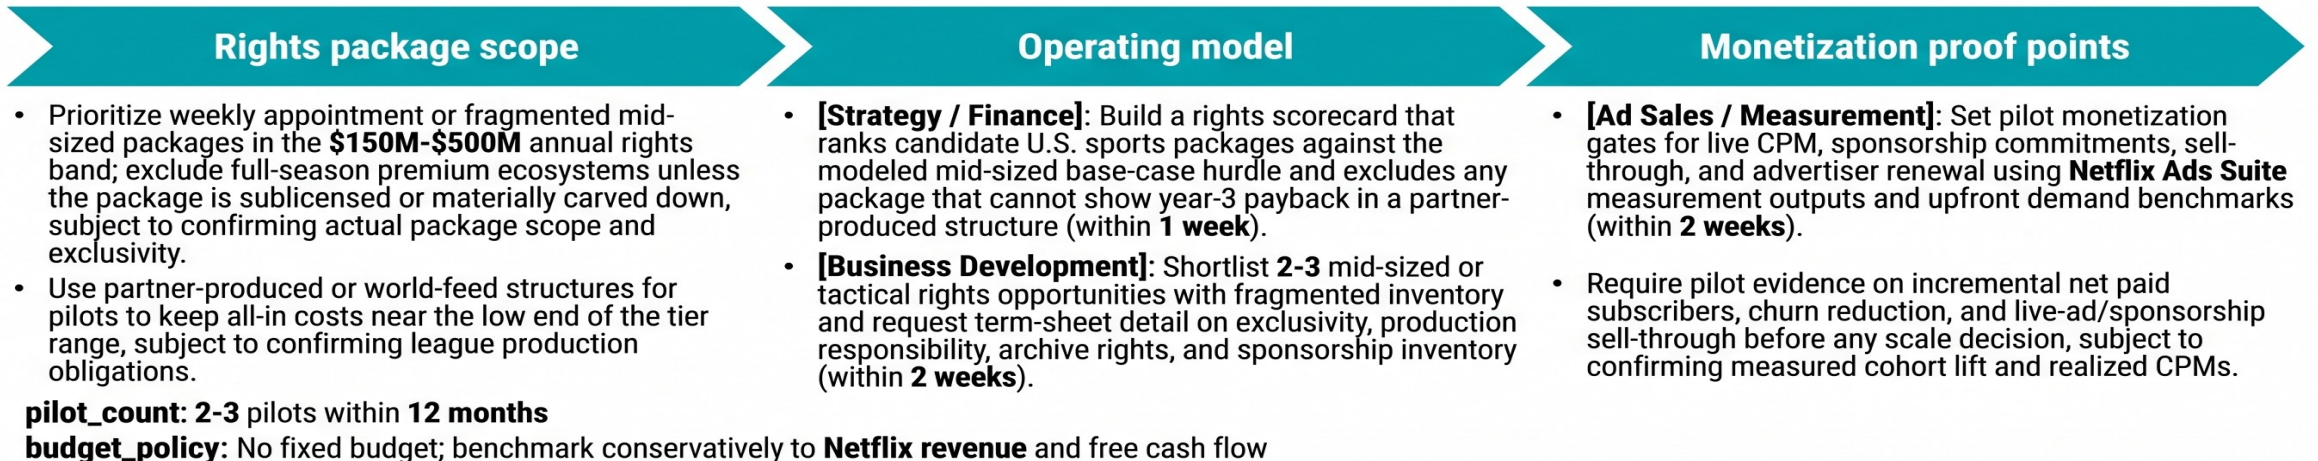 Rights package scope
• Prioritize weekly appointment or fragmented mid-
sized packages in the $150M-$500M annual rights
band; exclude full-season premium ecosystems unless
the package is sublicensed or materially carved down,
subject to confirming actual package scope and
exclusivity.
• Use partner-produced or world-feed structures for
pilots to keep all-in costs near the low end of the tier
range, subject to confirming league production
obligations.
Operating model
• [Strategy / Finance]: Build a rights scorecard that
ranks candidate U.S. sports packages against the
modeled mid-sized base-case hurdle and excludes any
package that cannot show year-3 payback in a partner-
produced structure (within 1 week).
• [Business Development]: Shortlist 2-3 mid-sized or
tactical rights opportunities with fragmented inventory
and request term-sheet detail on exclusivity, production
responsibility, archive rights, and sponsorship inventory
(within 2 weeks).
Monetization proof points
• [Ad Sales / Measurement]: Set pilot monetization
gates for live CPM, sponsorship commitments, sell-
through, and advertiser renewal using Netflix Ads Suite
measurement outputs and upfront demand benchmarks
(within 2 weeks).
• Require pilot evidence on incremental net paid
subscribers, churn reduction, and live-ad/sponsorship
sell-through before any scale decision, subject to
confirming measured cohort lift and realized CPMs.
pilot_count: 2-3 pilots within 12 months
budget_policy: No fixed budget; benchmark conservatively to Netflix revenue and free cash flow